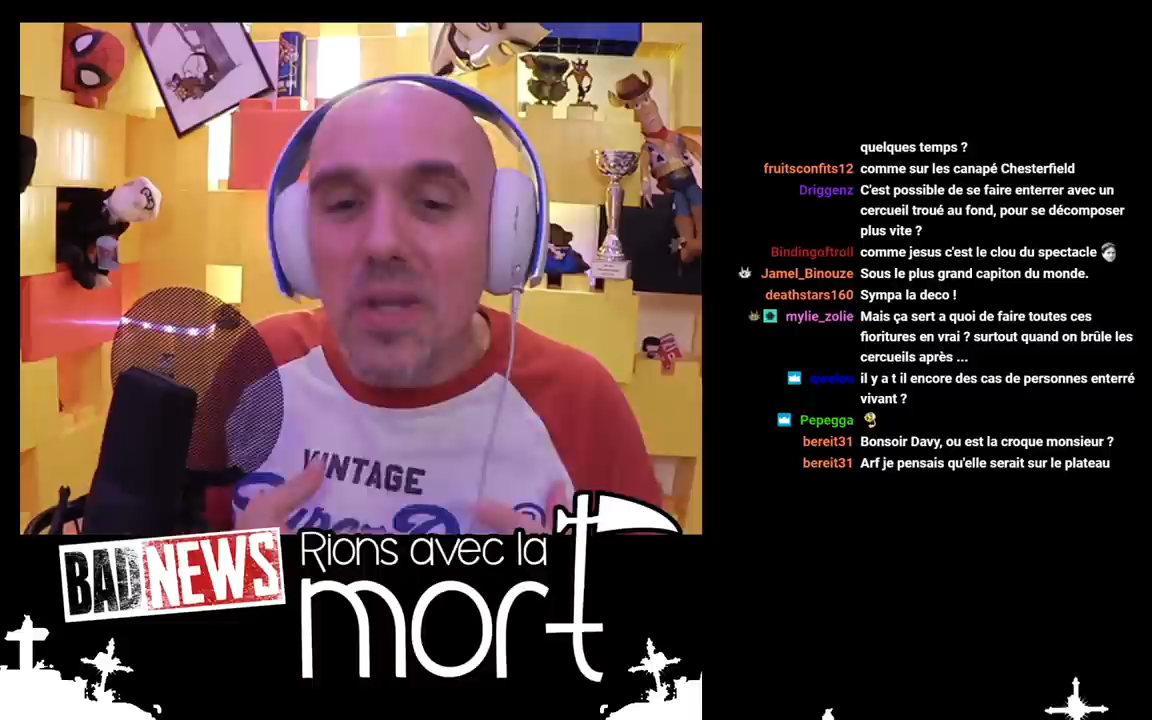 VINTAGE
BADNEWS
Rions avec la
mort
quelques temps ?
fruitsconfits12 comme sur les canapé Chesterfield
Driggenz C'est possible de se faire enterrer avec un
cercueil troué au fond, pour se décomposer
plus vite ?
Bindingoftroll comme jesus c'est le clou du spectacle
Jamel_Binouze Sous le plus grand capiton du monde.
deathstars160 Sympa la deco !
mylie_zolie Mais ça sert a quoi de faire toutes ces
fioritures en vrai ? surtout quand on brûle les
cercueils après ...
il y a t il encore des cas de personnes enterré
vivant ?
Pepegga
bereit31 Bonsoir Davy, ou est la croque monsieur ?
bereit31 Arf je pensais qu'elle serait sur le plateau